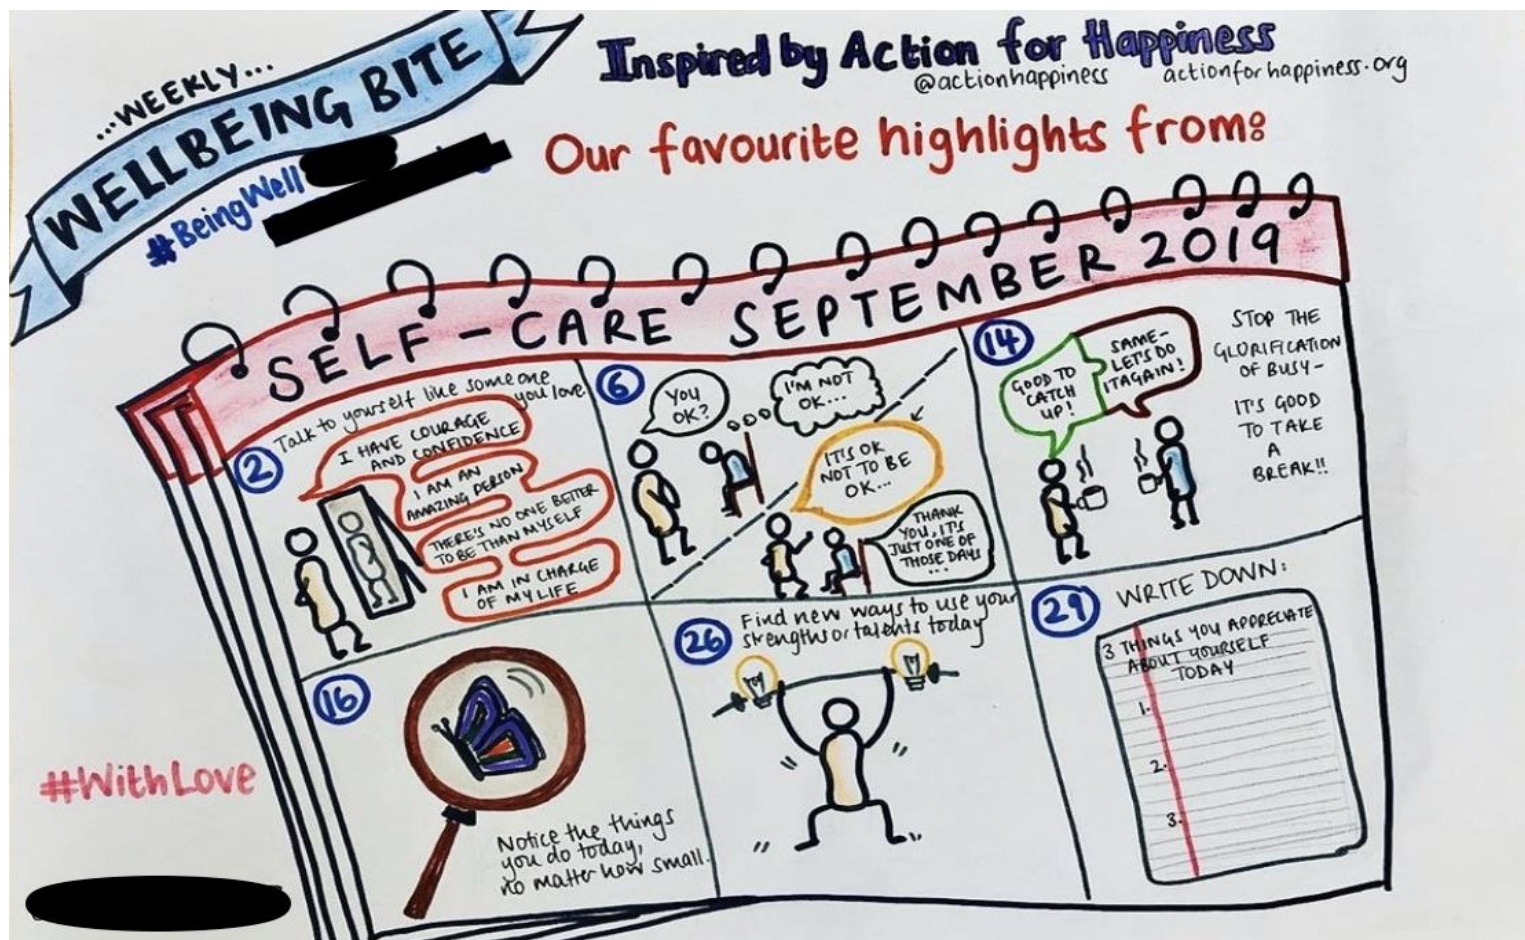 ...WEEKLY...
WELLBEING BITE
#BeingWell
Inspired by Action for Happiness
@actionhappiness actionforhappiness.org
Our favourite highlights from:
SELF-CARE SEPTEMBER 2019
2
Talk to yourself like someone
you love.
I HAVE COURAGE
AND CONFIDENCE
I AM AN
AMAZING PERSON
THERE'S NO ONE BETTER
TO BE THAN MYSELF
I AM IN CHARGE
OF MY LIFE
6
YOU
OK?
I'M NOT
OK...
IT'S OK
NOT TO BE
OK...
THANK
YOU, IT'S
JUST ONE OF
THOSE DAYS
...
14
GOOD TO
CATCH
UP!
SAME-
LET'S DO
IT AGAIN!
STOP THE
GLORIFICATION
OF BUSY-
IT'S GOOD
TO TAKE
A
BREAK!!
16
Notice the things
you do today,
no matter how small.
26
Find new ways to use your
strengths or talents today
29
WRITE DOWN:
3 THINGS YOU APPRECIATE
ABOUT YOURSELF
TODAY
1.
2.
3.
#WithLove